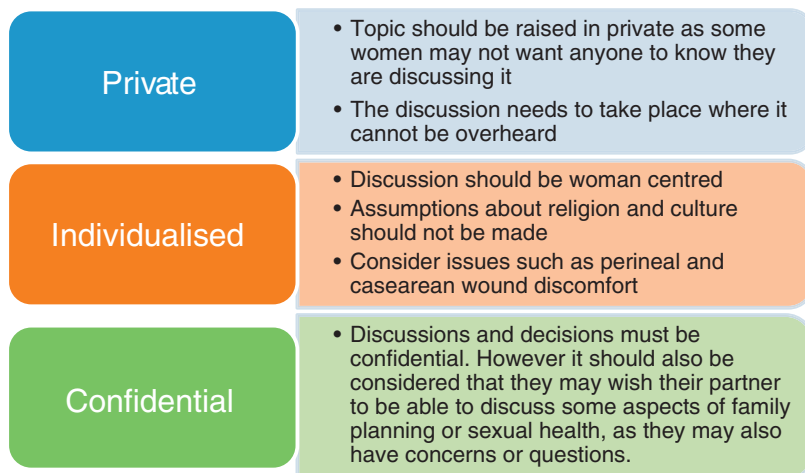 Private
• Topic should be raised in private as some
women may not want anyone to know they
are discussing it
• The discussion needs to take place where it
cannot be overheard
Individualised
• Discussion should be woman centred
• Assumptions about religion and culture
should not be made
• Consider issues such as perineal and
casearean wound discomfort
Confidential
• Discussions and decisions must be
confidential. However it should also be
considered that they may wish their partner
to be able to discuss some aspects of family
planning or sexual health, as they may also
have concerns or questions.